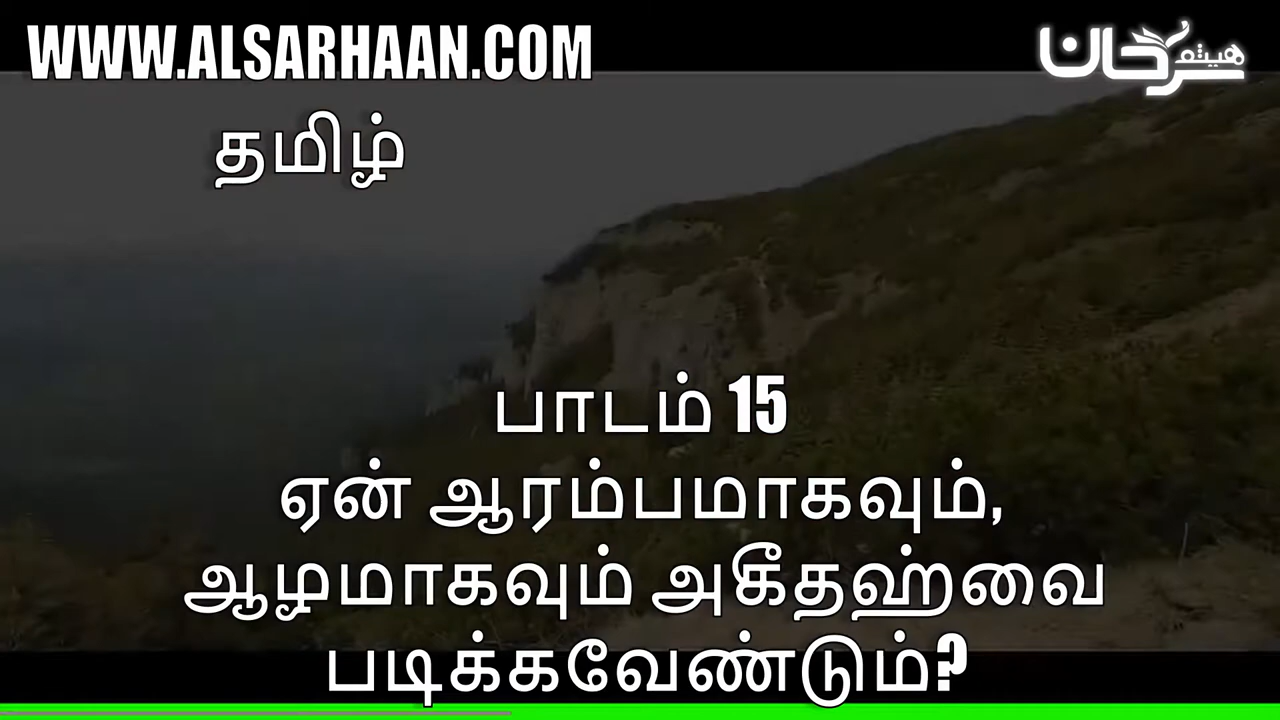 WWW.ALSARHAAN.COM
هيثم سرحان
தமிழ்
பாடம் 15
ஏன் ஆரம்பமாகவும்,
ஆழமாகவும் அகீதஹ்வை
படிக்கவேண்டும்?